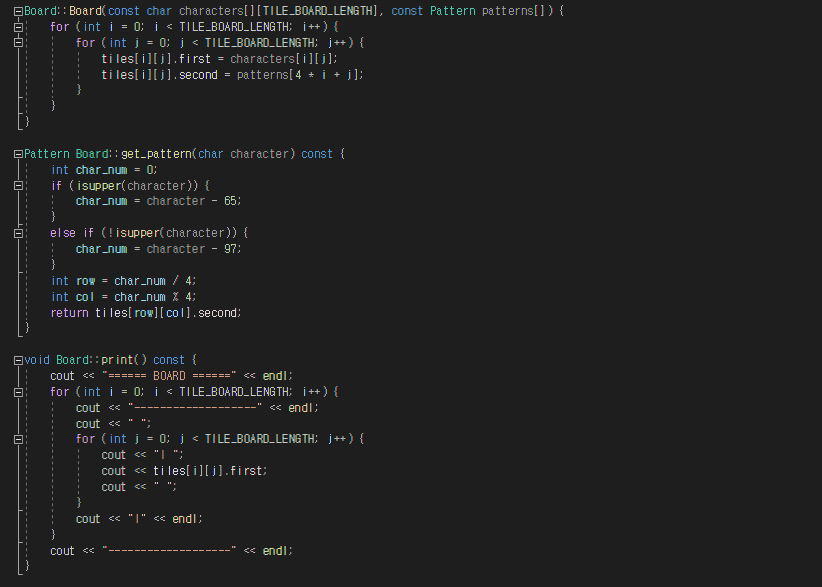 Board::Board(const char characters[][TILE_BOARD_LENGTH], const Pattern patterns[]) {
    for (int i = 0; i < TILE_BOARD_LENGTH; i++) {
        for (int j = 0; j < TILE_BOARD_LENGTH; j++) {
            tiles[i][j].first = characters[i][j];
            tiles[i][j].second = patterns[4 * i + j];
        }
    }
}

Pattern Board::get_pattern(char character) const {
    int char_num = 0;
    if (isupper(character)) {
        char_num = character - 65;
    }
    else if (!isupper(character)) {
        char_num = character - 97;
    }
    int row = char_num / 4;
    int col = char_num % 4;
    return tiles[row][col].second;
}

void Board::print() const {
    cout << "====== BOARD ======" << endl;
    for (int i = 0; i < TILE_BOARD_LENGTH; i++) {
        cout << "-------------------" << endl;
        cout << " ";
        for (int j = 0; j < TILE_BOARD_LENGTH; j++) {
            cout << "| ";
            cout << tiles[i][j].first;
            cout << " ";
        }
        cout << "|" << endl;
    }
    cout << "-------------------" << endl;
}